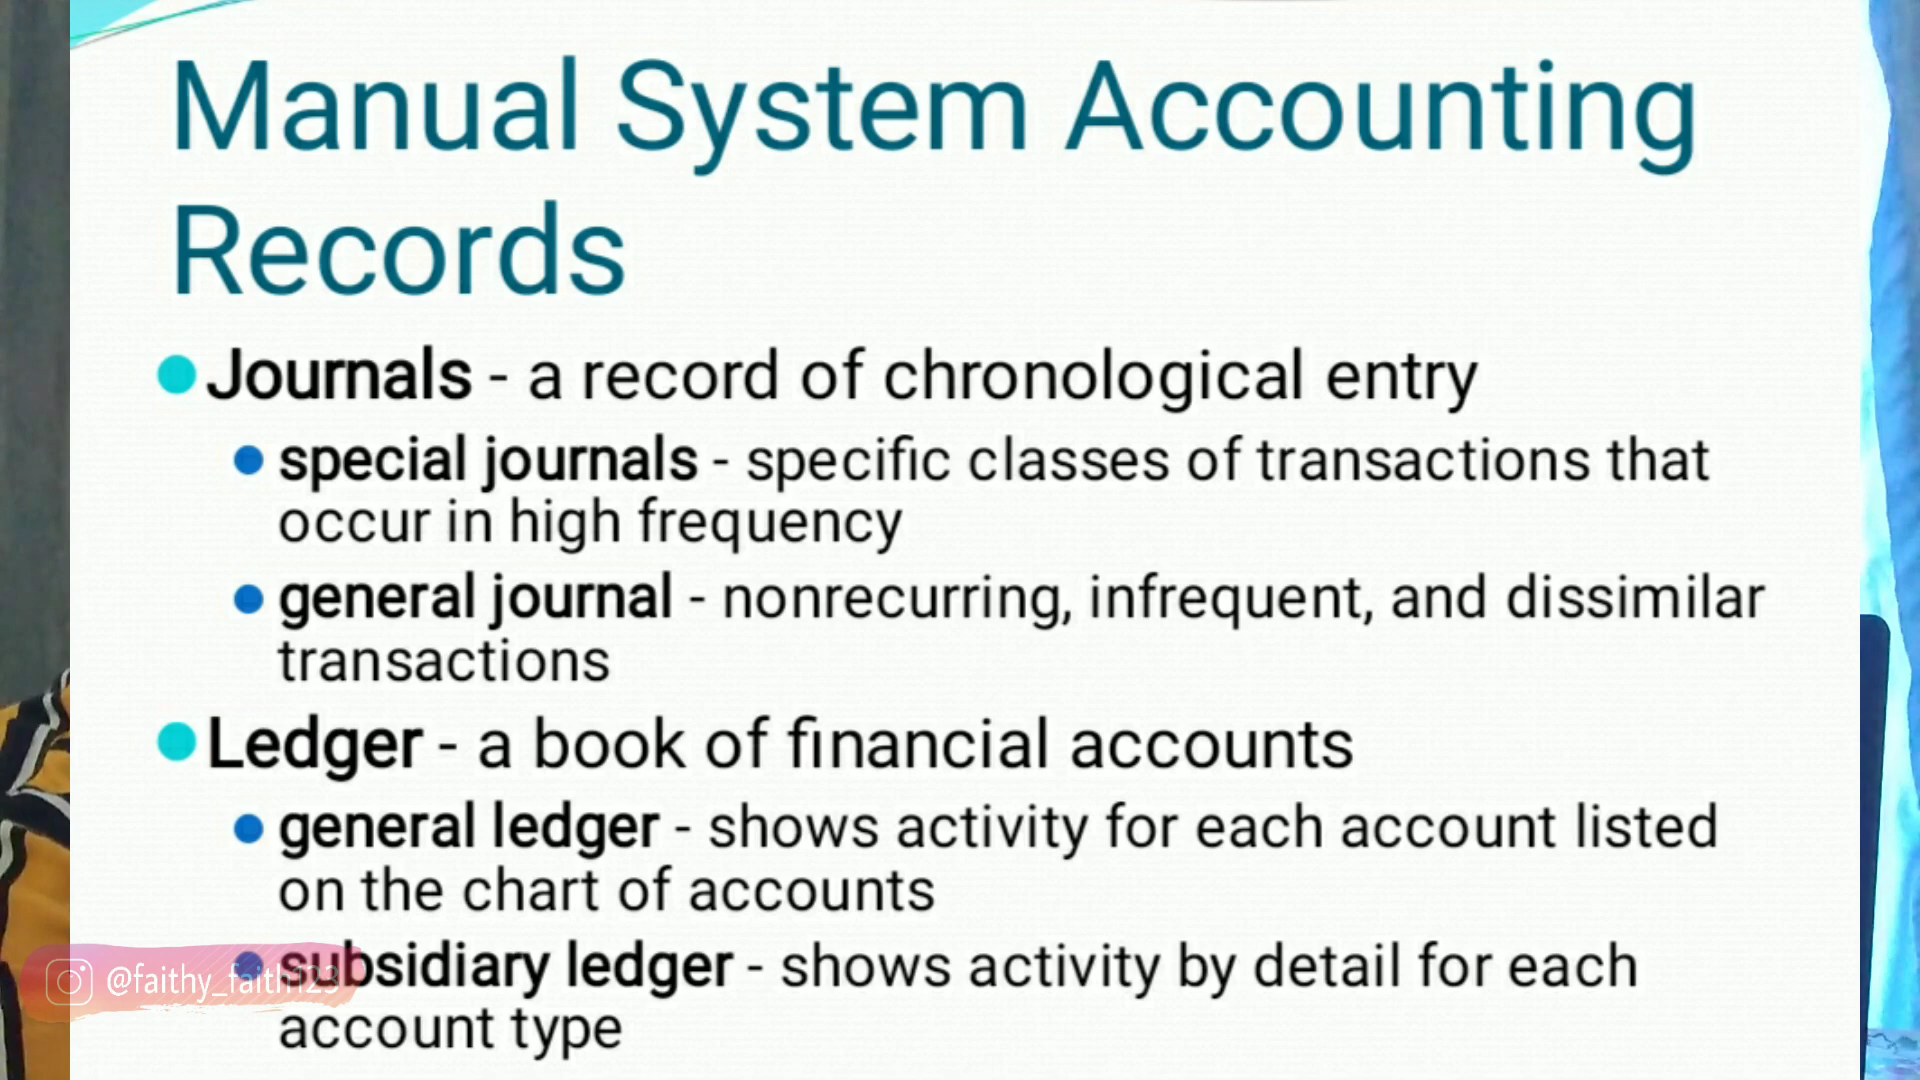 Manual System Accounting
Records
Journals - a record of chronological entry
special journals - specific classes of transactions that
occur in high frequency
general journal - nonrecurring, infrequent, and dissimilar
transactions
Ledger - a book of financial accounts
general ledger - shows activity for each account listed
on the chart of accounts
subsidiary ledger - shows activity by detail for each
account type
@faithy_faith123